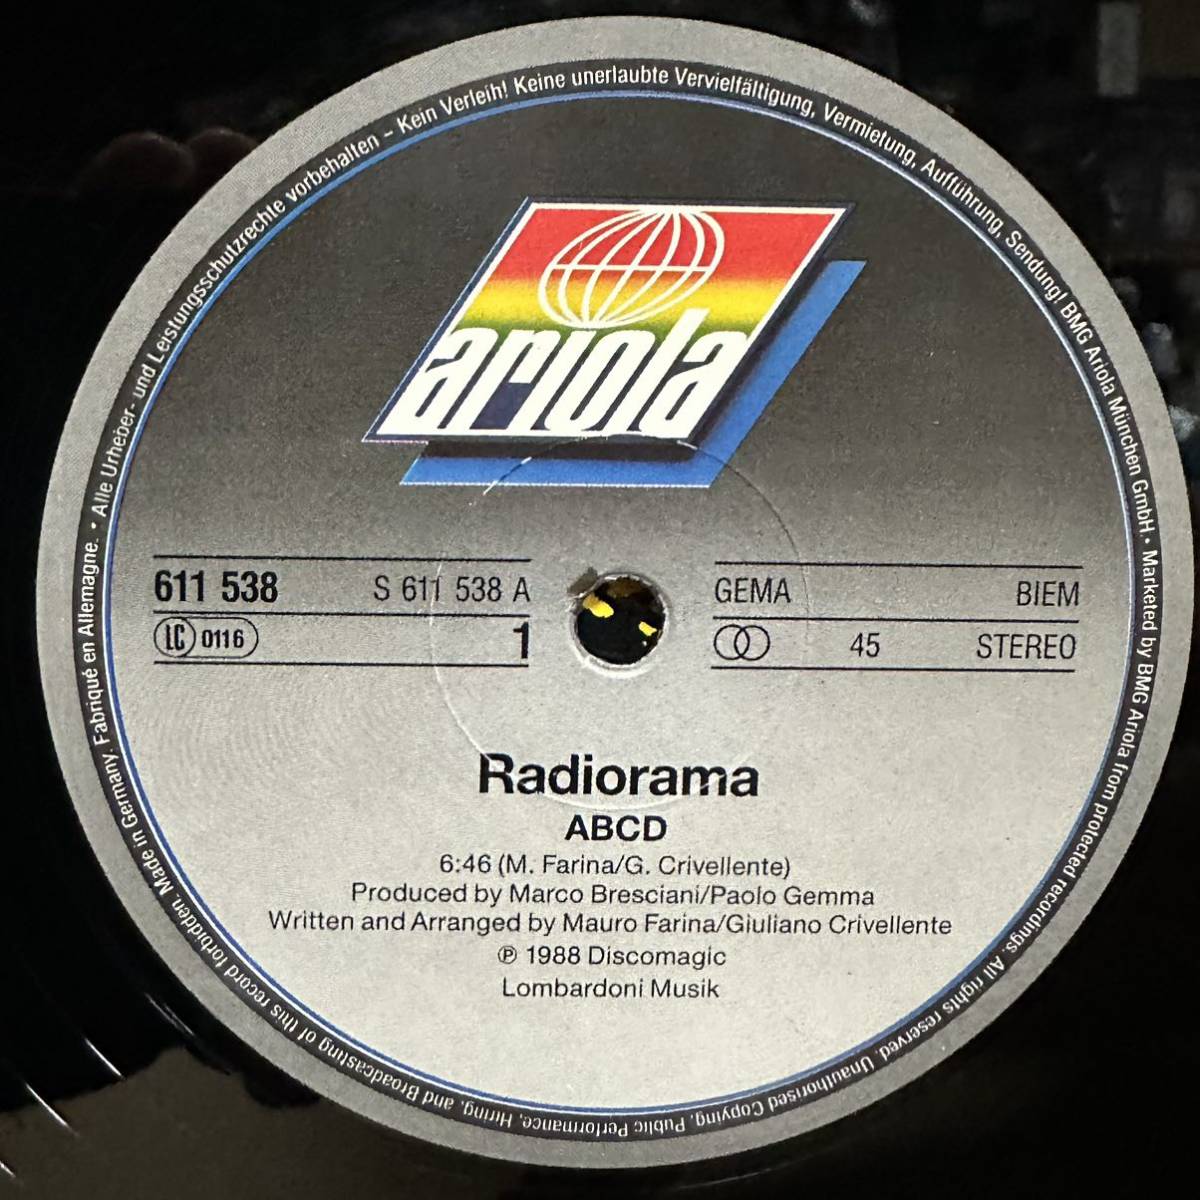 Alle Urheber- und Leistungsschutzrechte vorbehalten – Kein Verleih! Keine unerlaubte Vervielfältigung, Vermietung, Aufführung, Sendung! BMG Ariola München GmbH. • Marketed by BMG Ariola from protected recordings. All rights reserved. Unauthorised Copying, Public Performance, Hiring, and Broadcasting of this record forbidden. Made in Germany. Fabriqué en Allemagne. •
ariola
611 538 S 611 538 A
LC 0116 1
GEMA BIEM
45 STEREO
Radiorama
ABCD
6:46 (M. Farina/G. Crivellente)
Produced by Marco Bresciani/Paolo Gemma
Written and Arranged by Mauro Farina/Giuliano Crivellente
℗ 1988 Discomagic
Lombardoni Musik